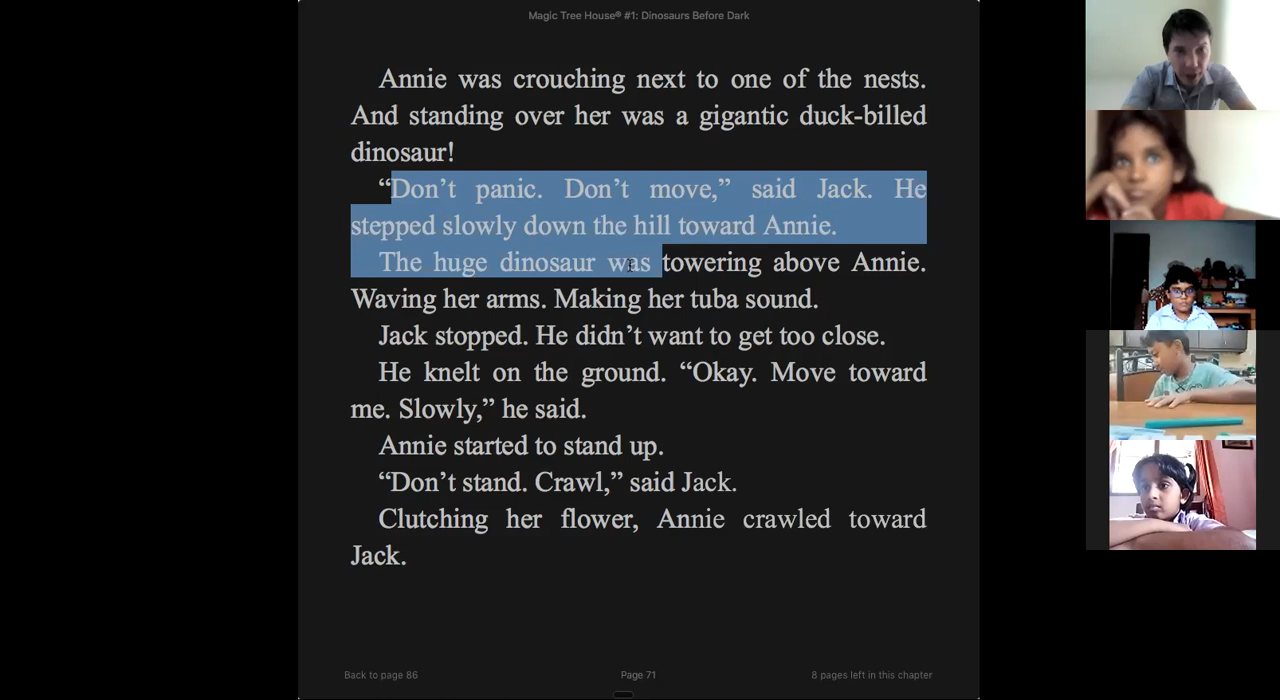 Magic Tree House® #1: Dinosaurs Before Dark
Annie was crouching next to one of the nests.
And standing over her was a gigantic duck-billed
dinosaur!
“Don’t panic. Don’t move,” said Jack. He
stepped slowly down the hill toward Annie.
The huge dinosaur was towering above Annie.
Waving her arms. Making her tuba sound.
Jack stopped. He didn’t want to get too close.
He knelt on the ground. “Okay. Move toward
me. Slowly,” he said.
Annie started to stand up.
“Don’t stand. Crawl,” said Jack.
Clutching her flower, Annie crawled toward
Jack.
Back to page 86
Page 71
8 pages left in this chapter